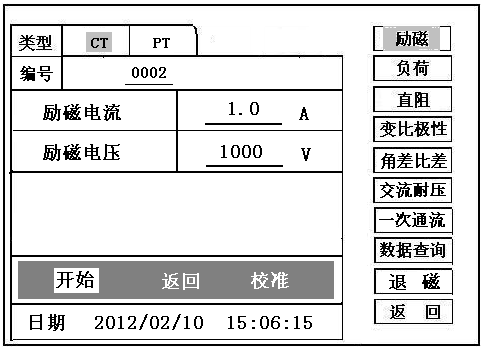 类型 CT PT
编号 0002
励磁电流 1.0 A
励磁电压 1000 V
开始 返回 校准
日期 2012/02/10 15:06:15
励磁
负荷
直阻
变比极性
角差比差
交流耐压
一次通流
数据查询
退 磁
返 回